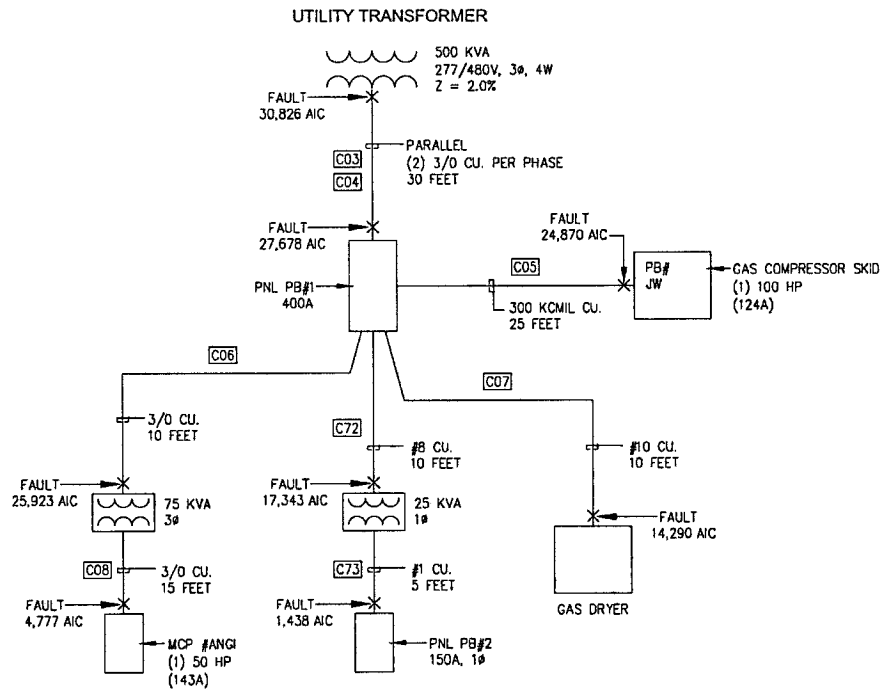 UTILITY TRANSFORMER
500 KVA
277/480V, 3ø, 4W
Z = 2.0%
FAULT
30,826 AIC
PARALLEL
(2) 3/0 CU. PER PHASE
30 FEET
C03
C04
FAULT
27,678 AIC
FAULT
24,870 AIC
PNL PB#1
400A
C05
300 KCMIL CU.
25 FEET
PB#
JW
GAS COMPRESSOR SKID
(1) 100 HP
(124A)
C06
C07
3/0 CU.
10 FEET
C72
#8 CU.
10 FEET
#10 CU.
10 FEET
FAULT
25,923 AIC
75 KVA
3ø
FAULT
17,343 AIC
25 KVA
1ø
FAULT
14,290 AIC
C08
3/0 CU.
15 FEET
C73
#1 CU.
5 FEET
GAS DRYER
FAULT
4,777 AIC
MCP #ANGI
(1) 50 HP
(143A)
FAULT
1,438 AIC
PNL PB#2
150A, 1ø